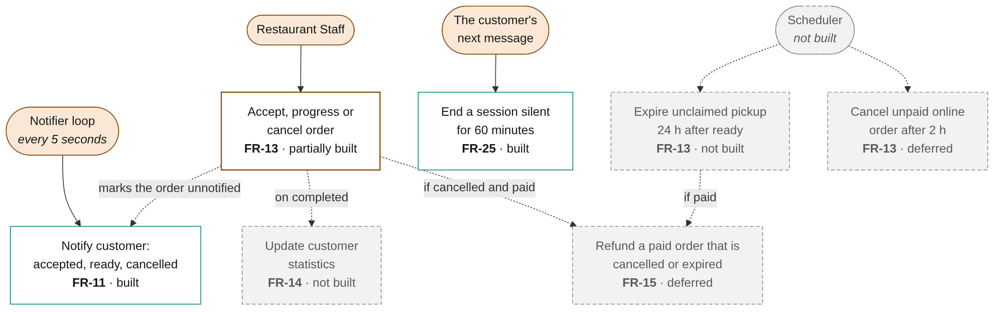 Restaurant Staff
The customer's
next message
Scheduler
not built
Notifier loop
every 5 seconds
Accept, progress or
cancel order
FR-13 · partially built
End a session silent
for 60 minutes
FR-25 · built
Expire unclaimed pickup
24 h after ready
FR-13 · not built
Cancel unpaid online
order after 2 h
FR-13 · deferred
marks the order unnotified
on completed
if cancelled and paid
if paid
Notify customer:
accepted, ready, cancelled
FR-11 · built
Update customer
statistics
FR-14 · not built
Refund a paid order that is
cancelled or expired
FR-15 · deferred